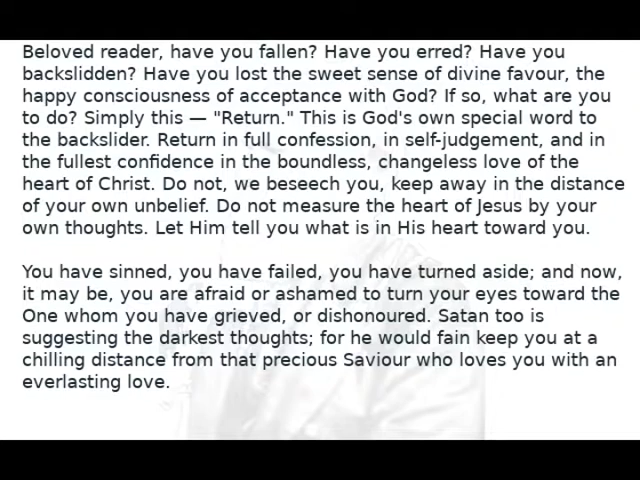 Beloved reader, have you fallen? Have you erred? Have you
backslidden? Have you lost the sweet sense of divine favour, the
happy consciousness of acceptance with God? If so, what are you
to do? Simply this — "Return." This is God's own special word to
the backslider. Return in full confession, in self-judgement, and in
the fullest confidence in the boundless, changeless love of the
heart of Christ. Do not, we beseech you, keep away in the distance
of your own unbelief. Do not measure the heart of Jesus by your
own thoughts. Let Him tell you what is in His heart toward you.
You have sinned, you have failed, you have turned aside; and now,
it may be, you are afraid or ashamed to turn your eyes toward the
One whom you have grieved, or dishonoured. Satan too is
suggesting the darkest thoughts; for he would fain keep you at a
chilling distance from that precious Saviour who loves you with an
everlasting love.